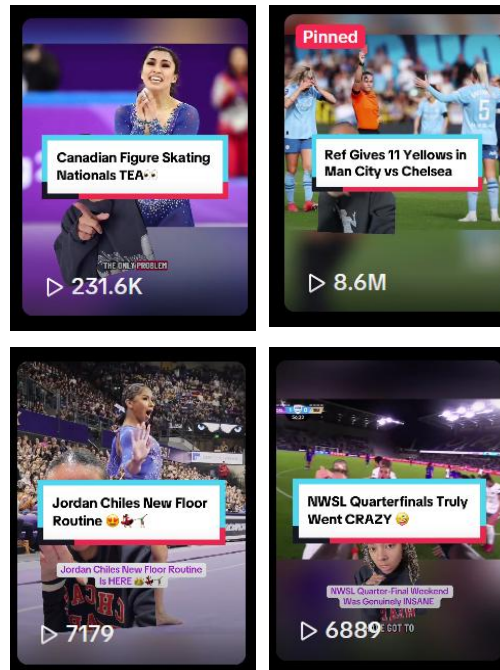 Canadian Figure Skating
Nationals TEA👀
THE ONLY PROBLEM
231.6K
Pinned
Ref Gives 11 Yellows in
Man City vs Chelsea
5
8.6M
Jordan Chiles New Floor
Routine 😍💃🏽🤸🏽
Jordan Chiles New Floor Routine
Is HERE 😍💃🏽🤸🏽
7179
NWSL Quarterfinals Truly
Went CRAZY 🤪
NWSL Quarter-Final Weekend
Was Genuinely INSANE
GOT TO
6889